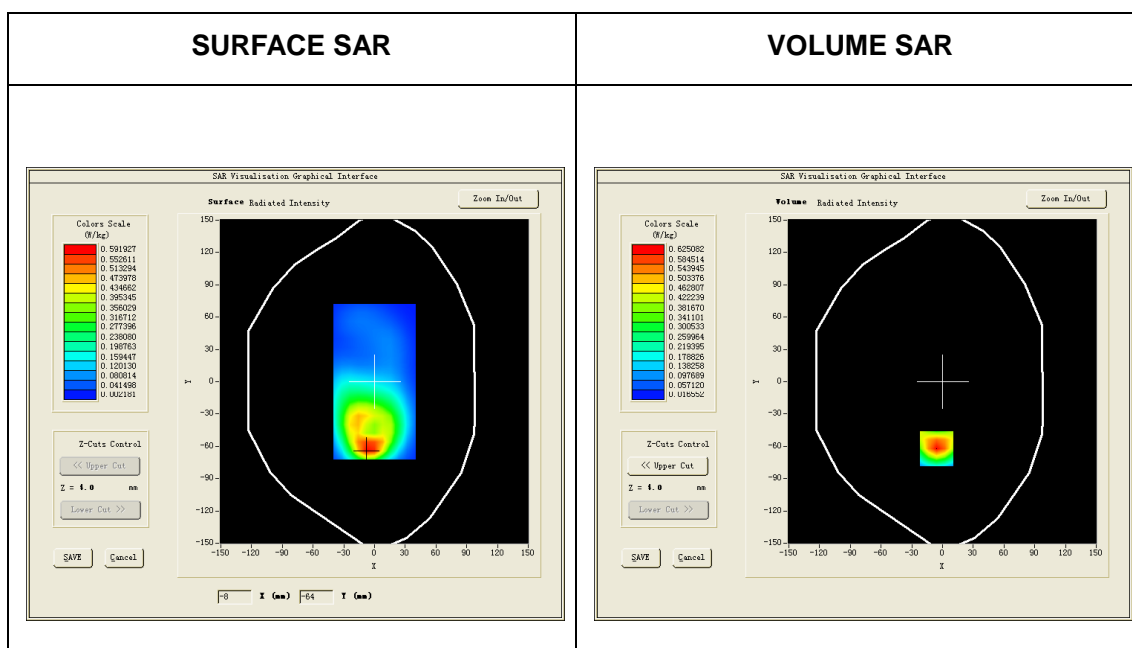 SURFACE SAR
VOLUME SAR
SAR Visualisation Graphical Interface
Surface Radiated Intensity
Zoom In/Out
Colors Scale
(W/kg)
0.591927
0.552611
0.513294
0.473978
0.434662
0.395345
0.356029
0.316712
0.277396
0.238080
0.198763
0.159447
0.120130
0.080814
0.041498
0.002181
Z-Cuts Control
<< Upper Cut
Z = 4.0 mm
Lower Cut >>
SAVE Cancel
150
90
60
30
0
-30
-60
-90
-150
Y
-150 -120 -90 -60 -30 0 30 60 90 120 150
X
-8 X (mm) -64 Y (mm)
SAR Visualisation Graphical Interface
Volume Radiated Intensity
Zoom In/Out
Colors Scale
(W/kg)
0.625082
0.584514
0.543945
0.503376
0.462807
0.422239
0.381670
0.341101
0.300533
0.259964
0.219395
0.178826
0.138258
0.097689
0.057120
0.016552
Z-Cuts Control
<< Upper Cut
Z = 4.0 mm
Lower Cut >>
SAVE Cancel
150
90
60
30
0
-30
-60
-90
-120
-150
Y
-150 -120 -90 -60 -30 0 30 60 90 120 150
X